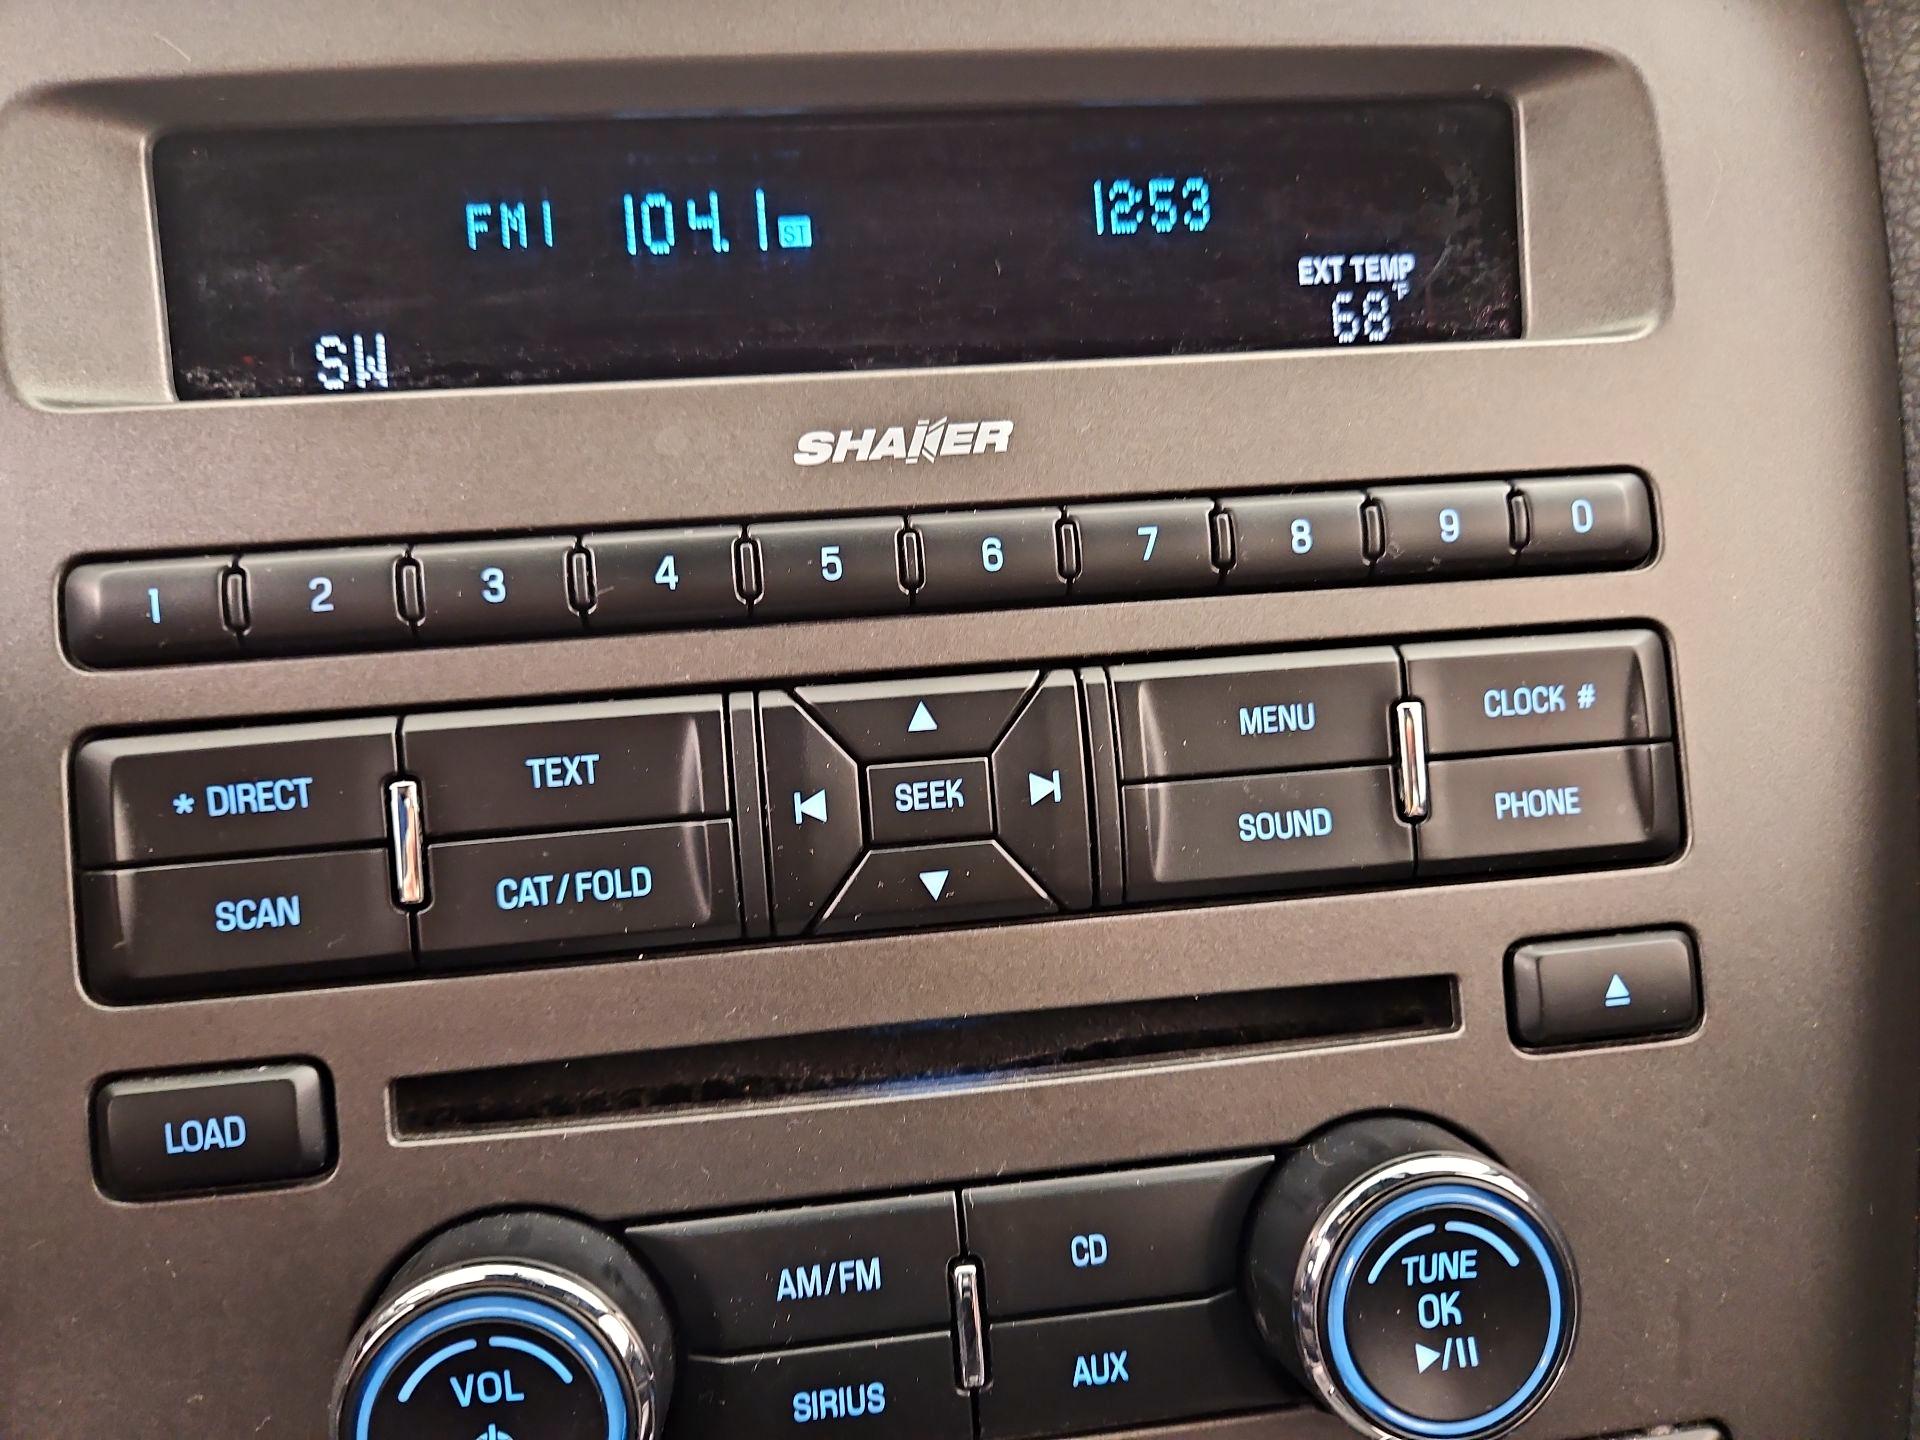 FM1 104.1 ST 12:53
EXT TEMP
68°F
SW
SHAKER
1 2 3 4 5 6 7 8 9 0
* DIRECT TEXT SEEK MENU CLOCK #
SCAN CAT/FOLD SOUND PHONE
LOAD
AM/FM CD
SIRIUS AUX
VOL
TUNE
OK